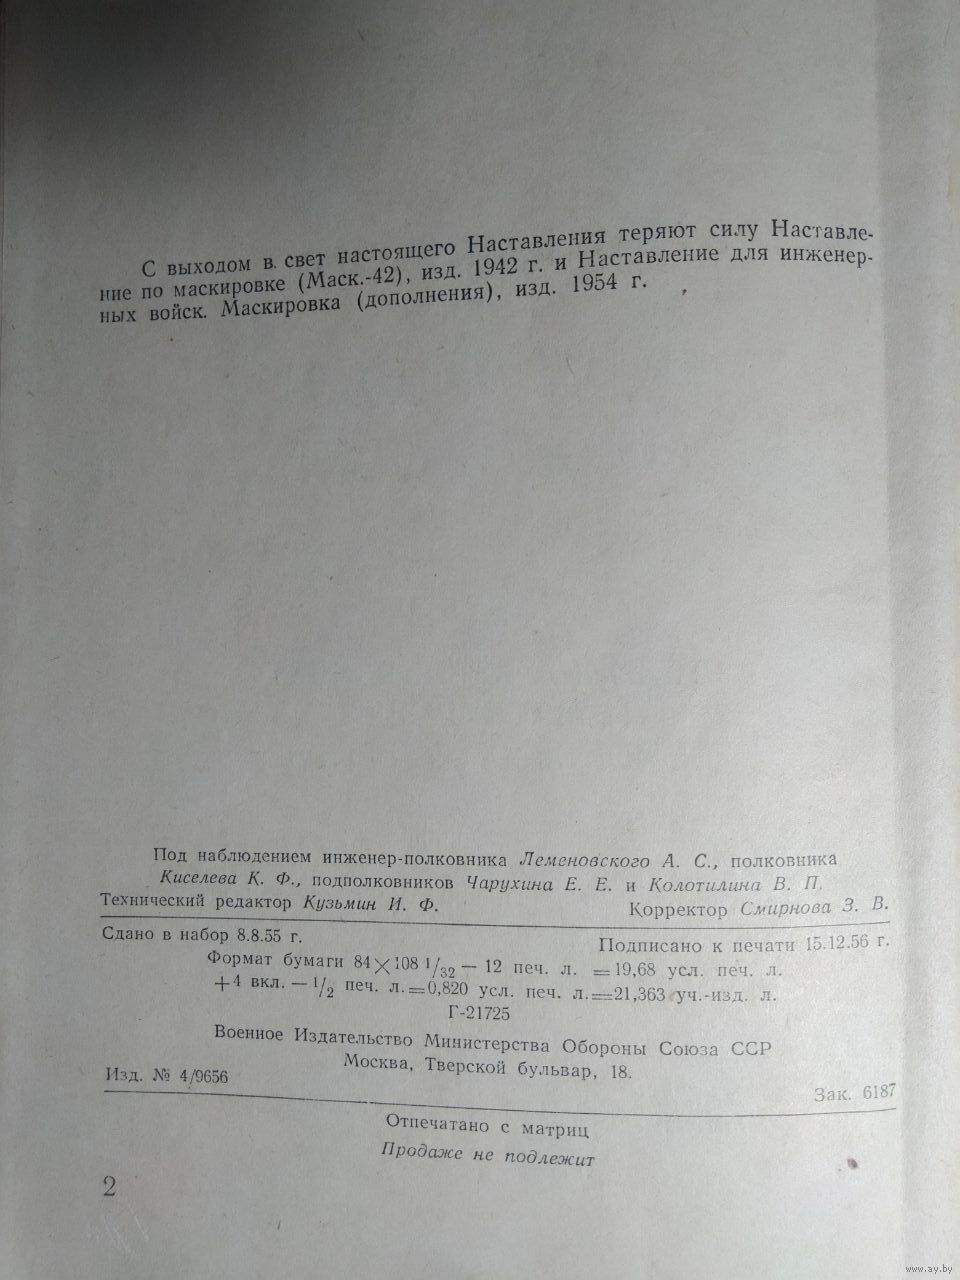 С выходом в свет настоящего Наставления теряют силу Наставле-
ние по маскировке (Маск.-42), изд. 1942 г. и Наставление для инженер-
ных войск. Маскировка (дополнения), изд. 1954 г.
Под наблюдением инженер-полковника Леменовского А. С., полковника
Киселева К. Ф., подполковников Чарухина Е. Е. и Колотилина В. П.
Технический редактор Кузьмин И. Ф. Корректор Смирнова З. В.
Сдано в набор 8.8.55 г. Подписано к печати 15.12.56 г.
Формат бумаги 84×108 1/32 — 12 печ. л. = 19,68 усл. печ. л.
+4 вкл. — 1/2 печ. л. = 0,820 усл. печ. л. = 21,363 уч.-изд. л.
Г-21725
Военное Издательство Министерства Обороны Союза ССР
Москва, Тверской бульвар, 18.
Изд. № 4/9656 Зак. 6187
Отпечатано с матриц
Продаже не подлежит
2
www.ay.by